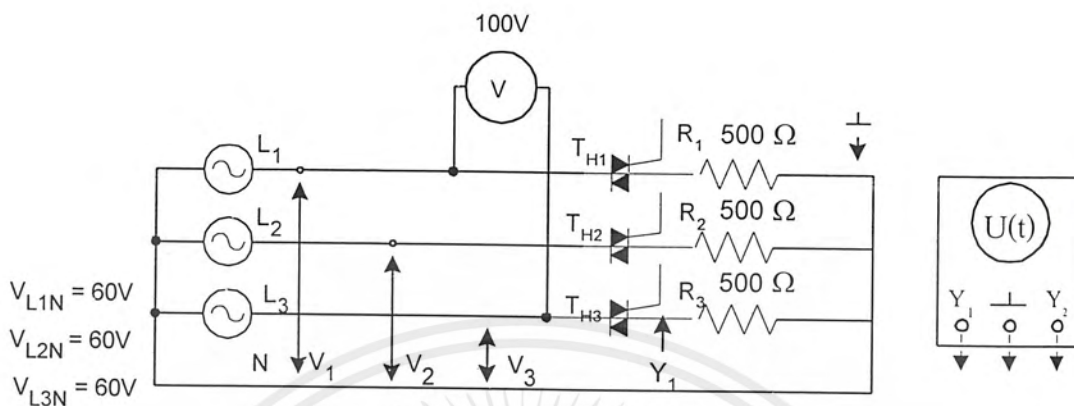 100V
V
L1
TH1
R1 500 Ω
L2
TH2
R2 500 Ω
U(t)
L3
TH3
R3 500 Ω
VL1N = 60V
VL2N = 60V
VL3N = 60V
N V1 V2 V3 Y1
Y1 Y2